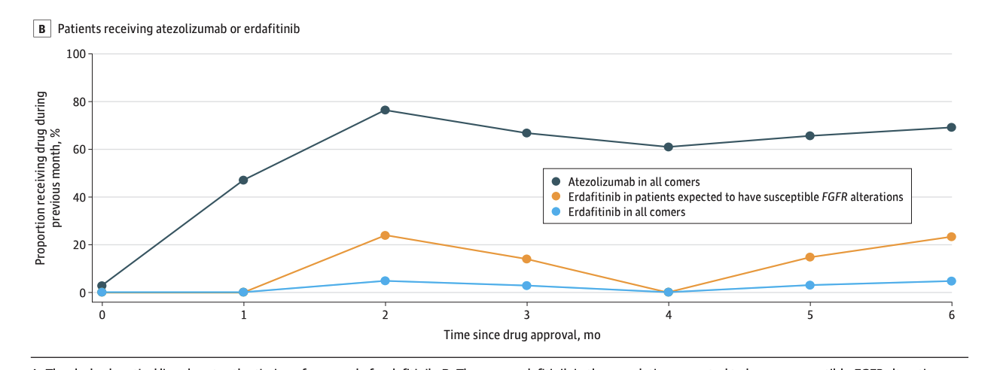 B Patients receiving atezolizumab or erdafitinib
Proportion receiving drug during
previous month, %
100
80
60
40
20
0
Atezolizumab in all comers
Erdafitinib in patients expected to have susceptible FGFR alterations
Erdafitinib in all comers
0 1 2 3 4 5 6
Time since drug approval, mo